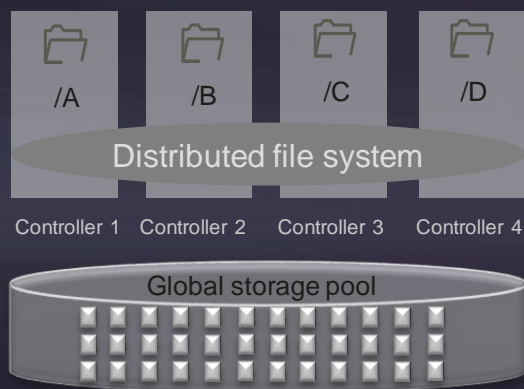 /A /B /C /D
Distributed file system
Controller 1 Controller 2 Controller 3 Controller 4
Global storage pool